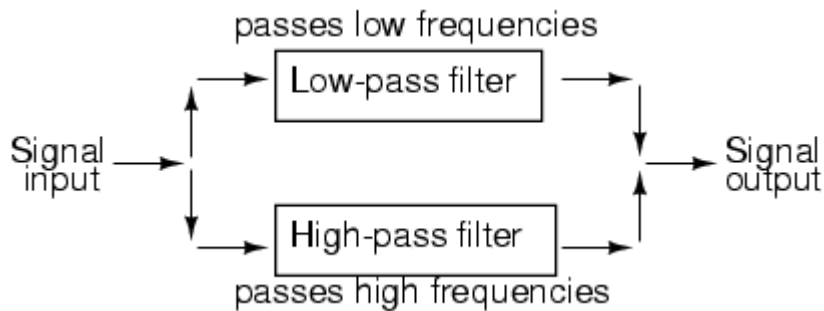 passes low frequencies
Low-pass filter
Signal
input
Signal
output
High-pass filter
passes high frequencies